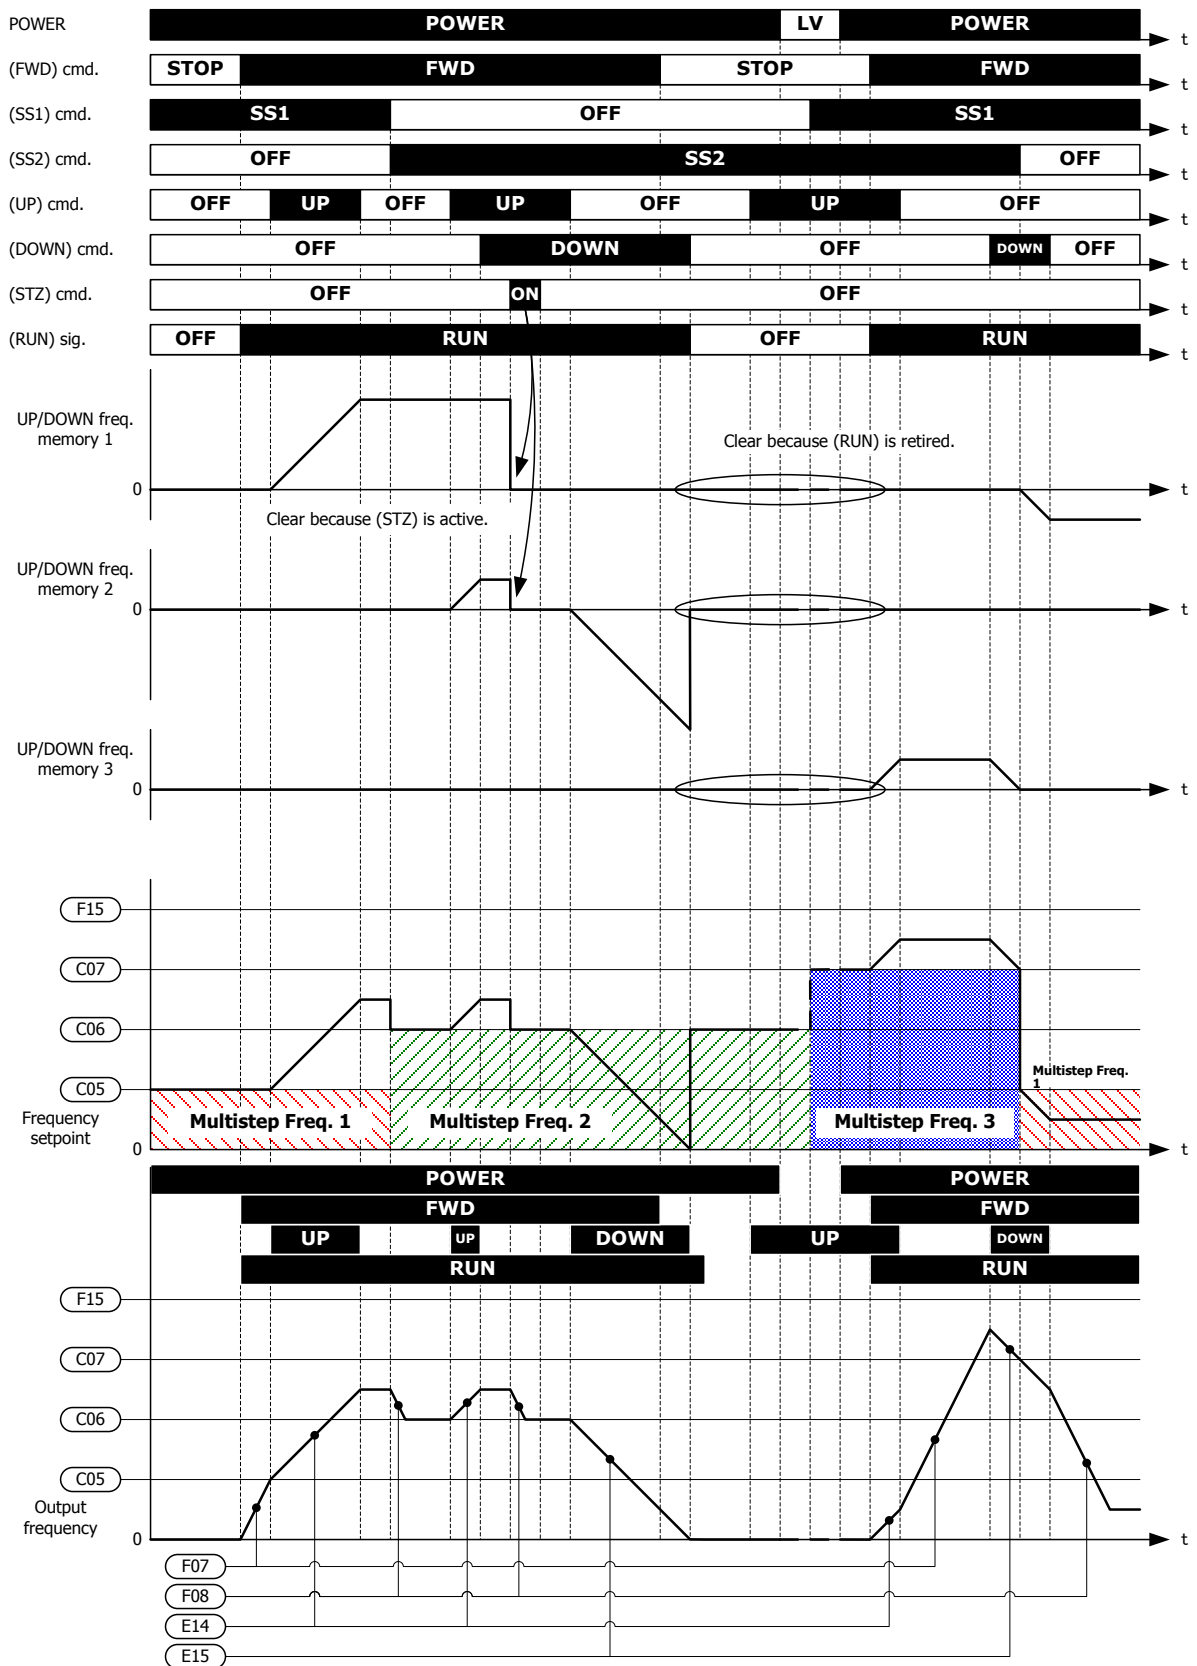 POWER POWER LV POWER t
(FWD) cmd. STOP FWD STOP FWD t
(SS1) cmd. SS1 OFF SS1 t
(SS2) cmd. OFF SS2 OFF t
(UP) cmd. OFF UP OFF UP OFF UP OFF t
(DOWN) cmd. OFF DOWN OFF DOWN OFF t
(STZ) cmd. OFF ON OFF t
(RUN) sig. OFF RUN OFF RUN t
UP/DOWN freq.
memory 1
Clear because (RUN) is retired.
0 t
Clear because (STZ) is active.
UP/DOWN freq.
memory 2
0 t
UP/DOWN freq.
memory 3
0 t
F15
C07
C06
C05
Multistep Freq.
1
Frequency
setpoint
Multistep Freq. 1 Multistep Freq. 2 Multistep Freq. 3
0 t
POWER POWER
FWD FWD
UP UP DOWN UP DOWN
RUN RUN
F15
C07
C06
C05
Output
frequency
0 t
F07
F08
E14
E15